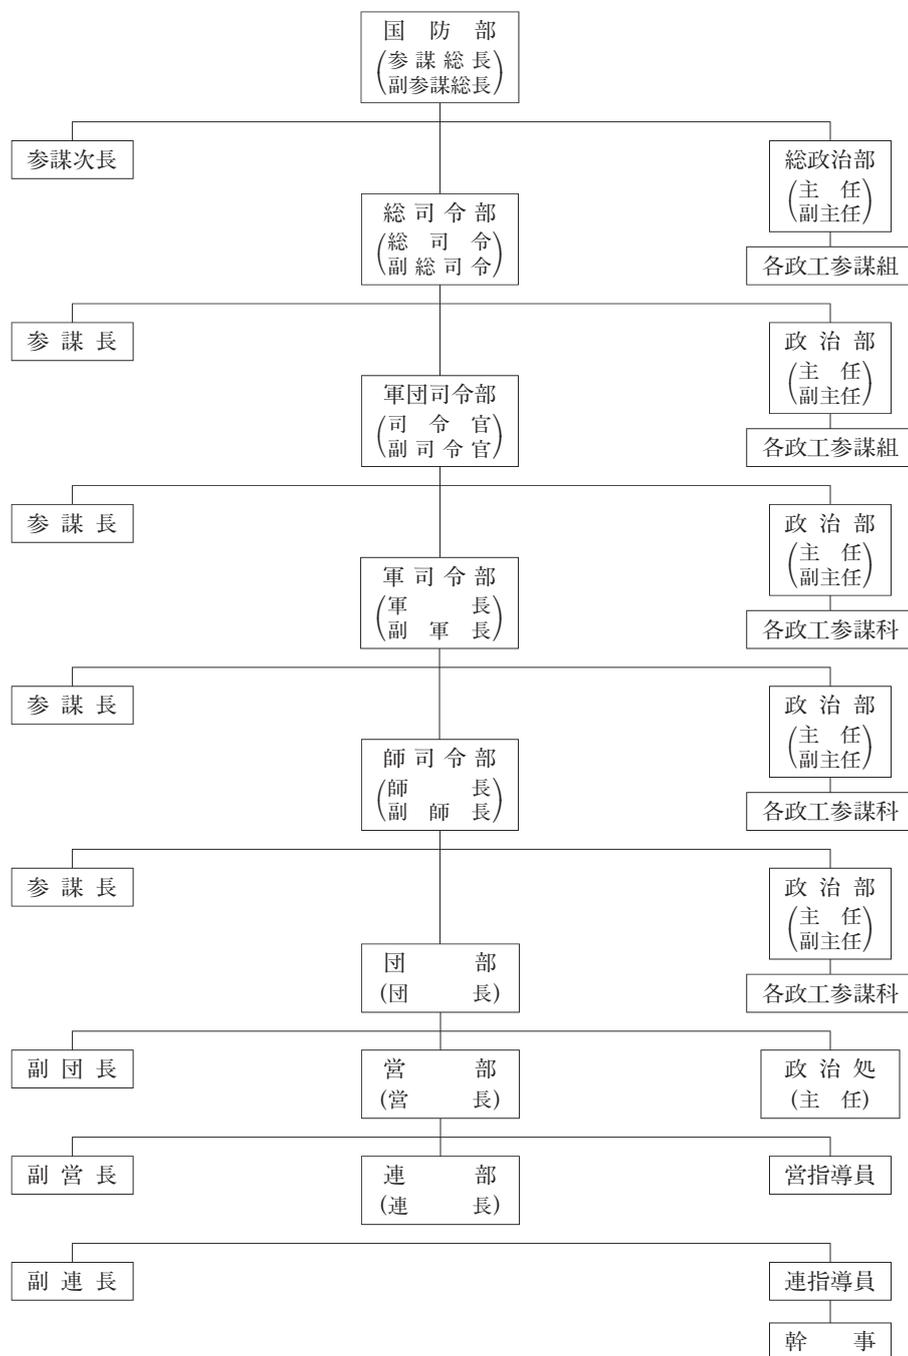 国防部
(参謀総長
副参謀総長)
参謀次長
総政治部
(主任
副主任)
各政工参謀組
総司令部
(総司令
副総司令)
参謀長
政治部
(主任
副主任)
各政工参謀組
軍団司令部
(司令官
副司令官)
参謀長
政治部
(主任
副主任)
各政工参謀科
軍司令部
(軍長
副軍長)
参謀長
政治部
(主任
副主任)
各政工参謀科
師司令部
(師長
副師長)
参謀長
政治部
(主任
副主任)
各政工参謀科
団部
(団長)
副団長
営部
(営長)
政治処
(主任)
副営長
連部
(連長)
営指導員
副連長
連指導員
幹事